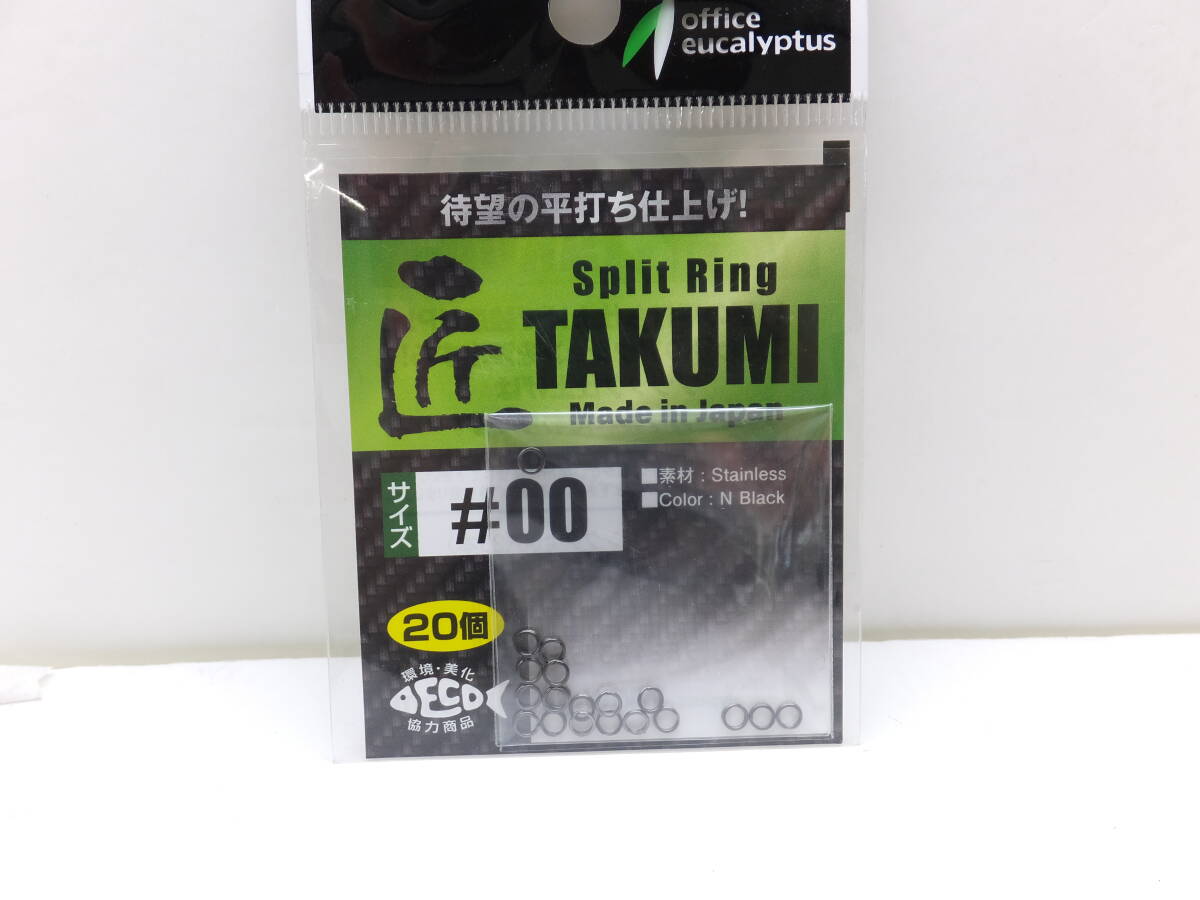 office
eucalyptus
待望の平打ち仕上げ!
匠
Split Ring
TAKUMI
Made in Japan
サイズ
#00
■素材：Stainless
■Color：N Black
20個
環境・美化
ECO
協力商品